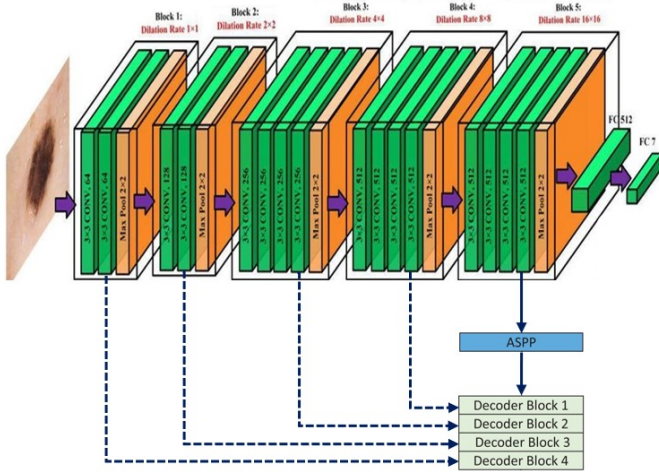 Block 1:
Dilation Rate 1×1
Block 2:
Dilation Rate 2×2
Block 3:
Dilation Rate 4×4
Block 4:
Dilation Rate 8×8
Block 5:
Dilation Rate 16×16
3×3 CONV, 64
3×3 CONV, 64
Max Pool 2×2
3×3 CONV, 128
3×3 CONV, 128
Max Pool 2×2
3×3 CONV, 256
3×3 CONV, 256
3×3 CONV, 256
3×3 CONV, 256
Max Pool 2×2
3×3 CONV, 512
3×3 CONV, 512
3×3 CONV, 512
3×3 CONV, 512
Max Pool 2×2
3×3 CONV, 512
3×3 CONV, 512
3×3 CONV, 512
3×3 CONV, 512
Max Pool 2×2
FC 512
FC 7
ASPP
Decoder Block 1
Decoder Block 2
Decoder Block 3
Decoder Block 4